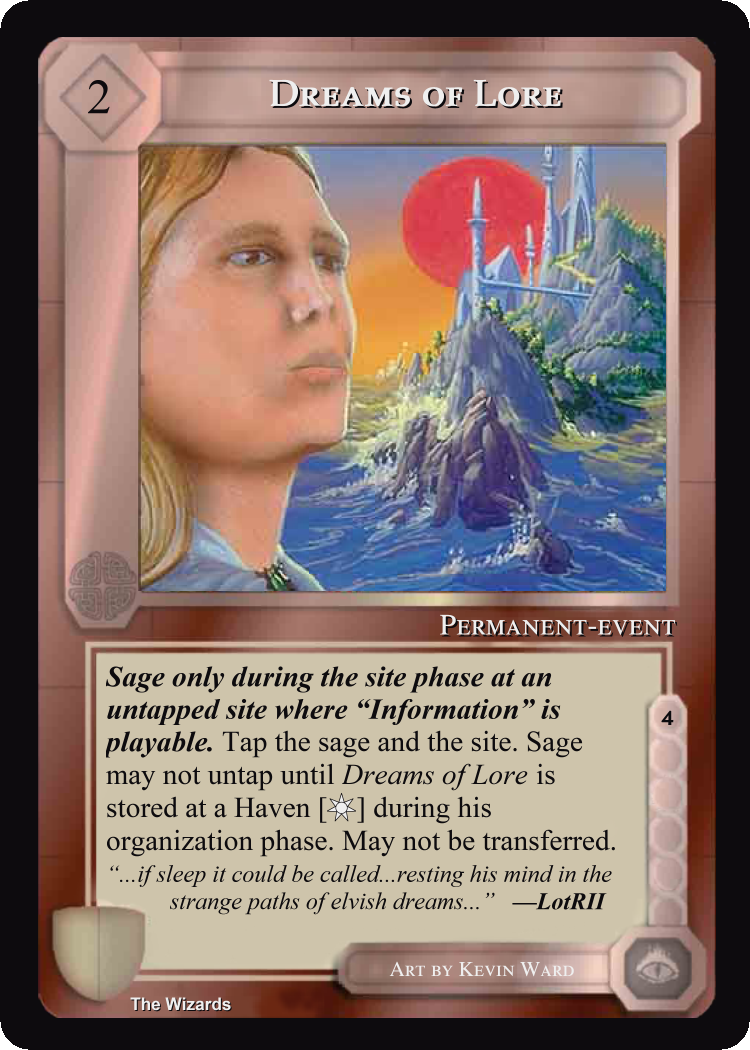 2
Dreams of Lore
Permanent-event
Sage only during the site phase at an
untapped site where “Information” is
playable. Tap the sage and the site. Sage
may not untap until Dreams of Lore is
stored at a Haven [] during his
organization phase. May not be transferred.
“...if sleep it could be called...resting his mind in the
strange paths of elvish dreams...” —LotRII
4
Art by Kevin Ward
The Wizards